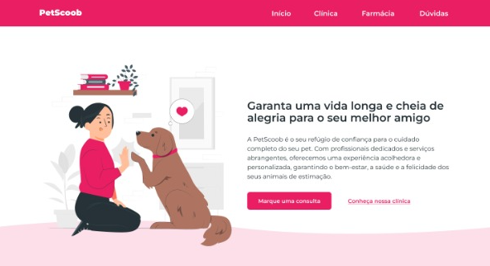 PetScoob
Início Clínica Farmácia Dúvidas
Garanta uma vida longa e cheia de
alegria para o seu melhor amigo
A PetScoob é o seu refúgio de confiança para o cuidado
completo do seu pet. Com profissionais dedicados e serviços
abrangentes, oferecemos uma experiência acolhedora e
personalizada, garantindo o bem-estar, a saúde e a felicidade dos
seus animais de estimação.
Marque uma consulta Conheça nossa clínica